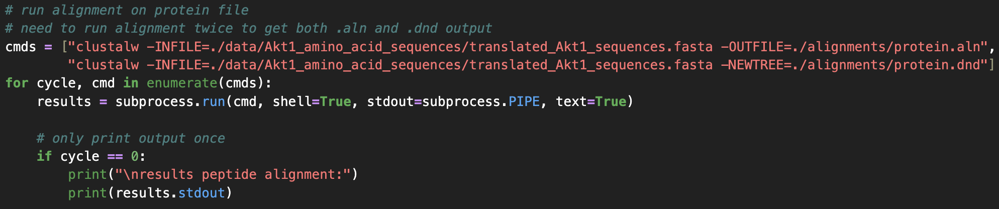 # run alignment on protein file
# need to run alignment twice to get both .aln and .dnd output
cmds = ["clustalw -INFILE=./data/Akt1_amino_acid_sequences/translated_Akt1_sequences.fasta -OUTFILE=./alignments/protein.aln",
        "clustalw -INFILE=./data/Akt1_amino_acid_sequences/translated_Akt1_sequences.fasta -NEWTREE=./alignments/protein.dnd"]
for cycle, cmd in enumerate(cmds):
    results = subprocess.run(cmd, shell=True, stdout=subprocess.PIPE, text=True)
    # only print output once
    if cycle == 0:
        print("\nresults peptide alignment:")
        print(results.stdout)